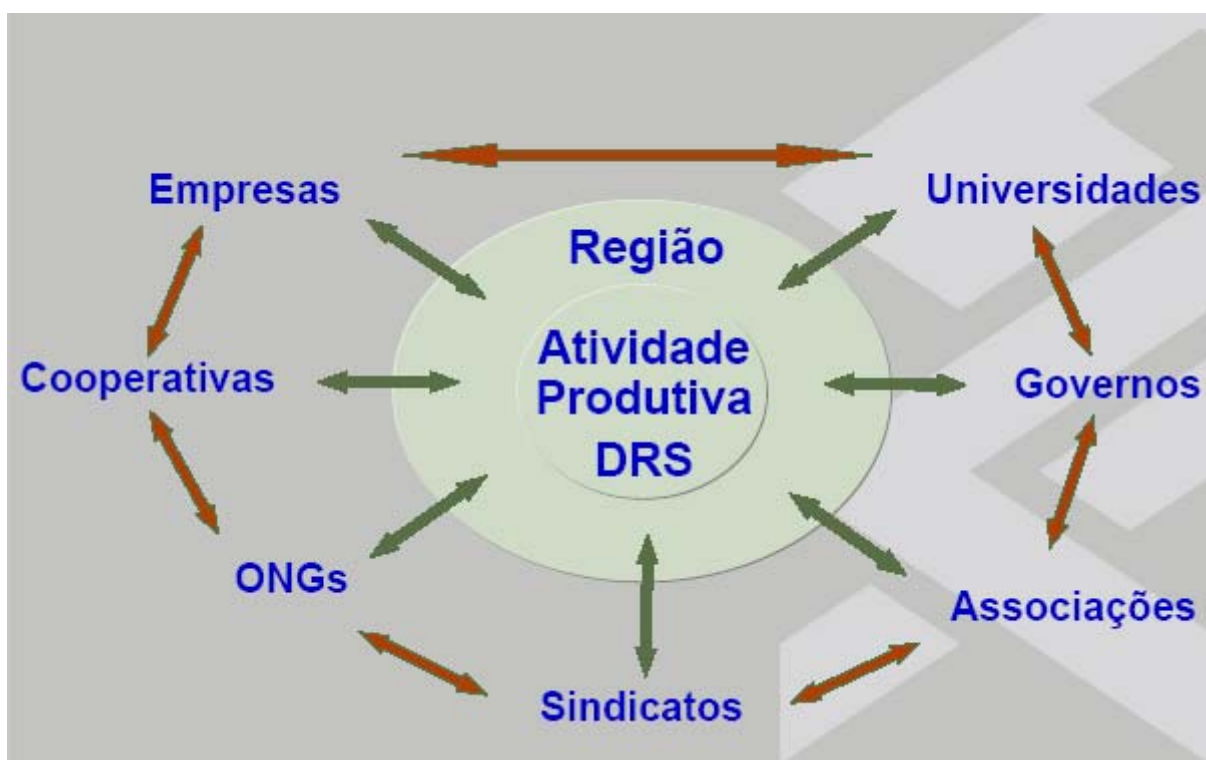 Empresas
Universidades
Região
Atividade
Produtiva
DRS
Cooperativas
Governos
ONGs
Associações
Sindicatos